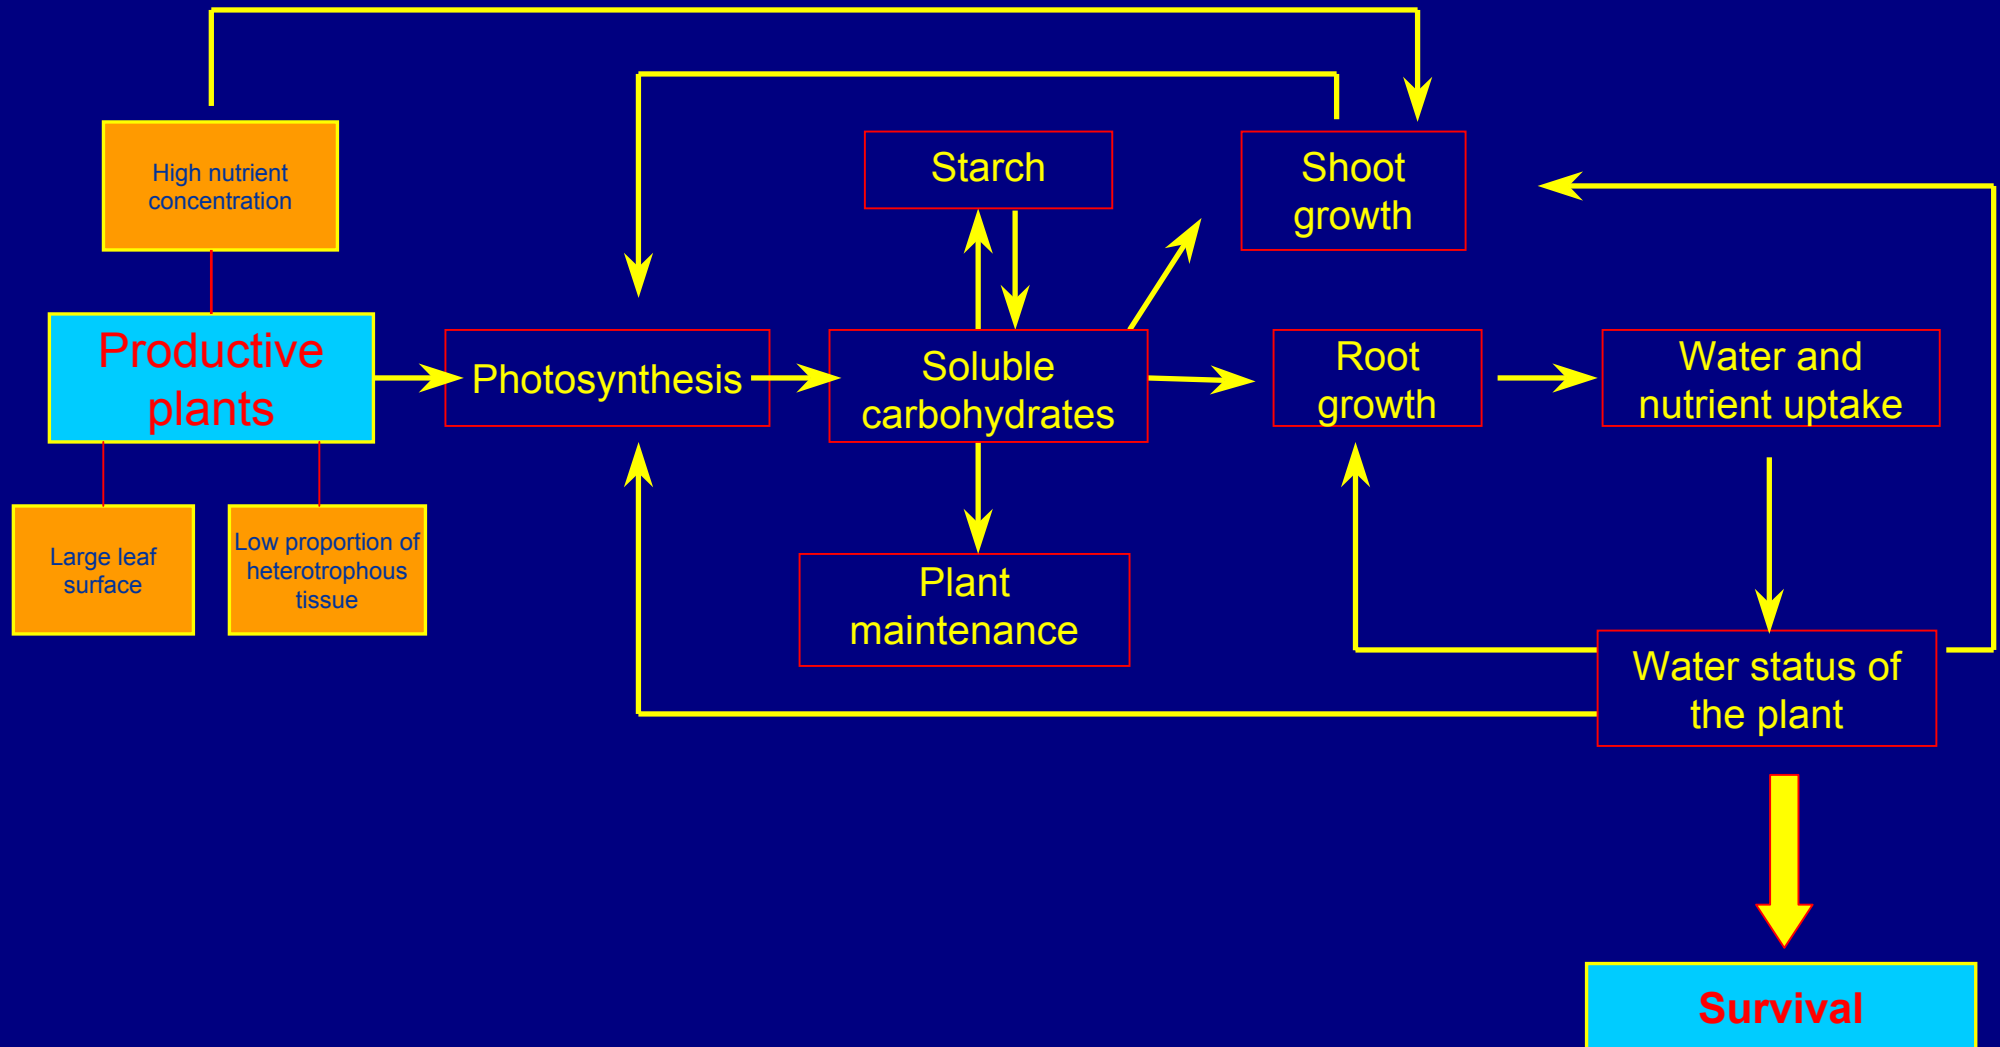 High nutrient
concentration
Starch
Shoot
growth
Productive
plants
Photosynthesis
Soluble
carbohydrates
Root
growth
Water and
nutrient uptake
Large leaf
surface
Low proportion of
heterotrophous
tissue
Plant
maintenance
Water status of
the plant
Survival